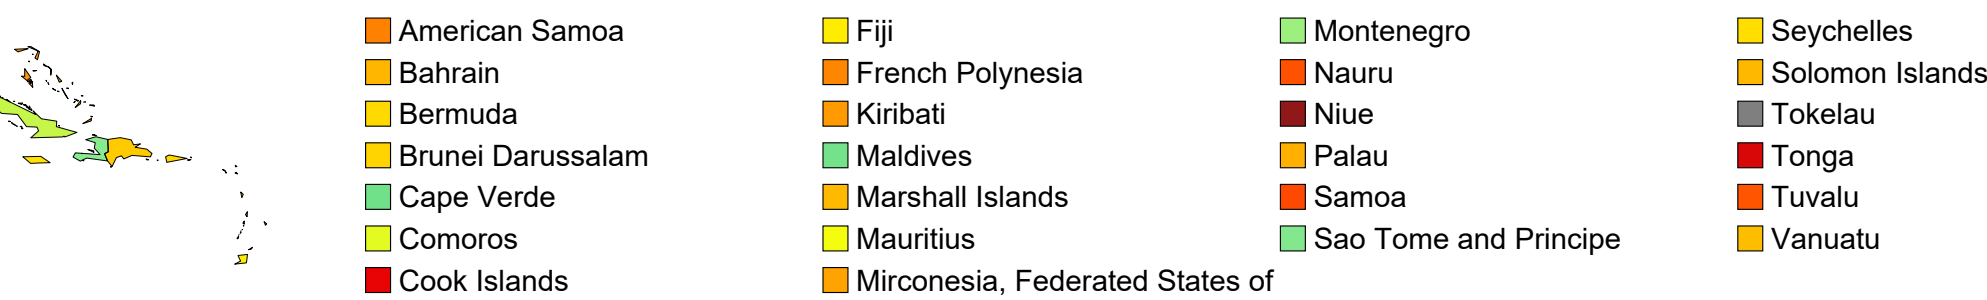 American Samoa
Bahrain
Bermuda
Brunei Darussalam
Cape Verde
Comoros
Cook Islands
Fiji
French Polynesia
Kiribati
Maldives
Marshall Islands
Mauritius
Mirconesia, Federated States of
Montenegro
Nauru
Niue
Palau
Samoa
Sao Tome and Principe
Seychelles
Solomon Islands
Tokelau
Tonga
Tuvalu
Vanuatu